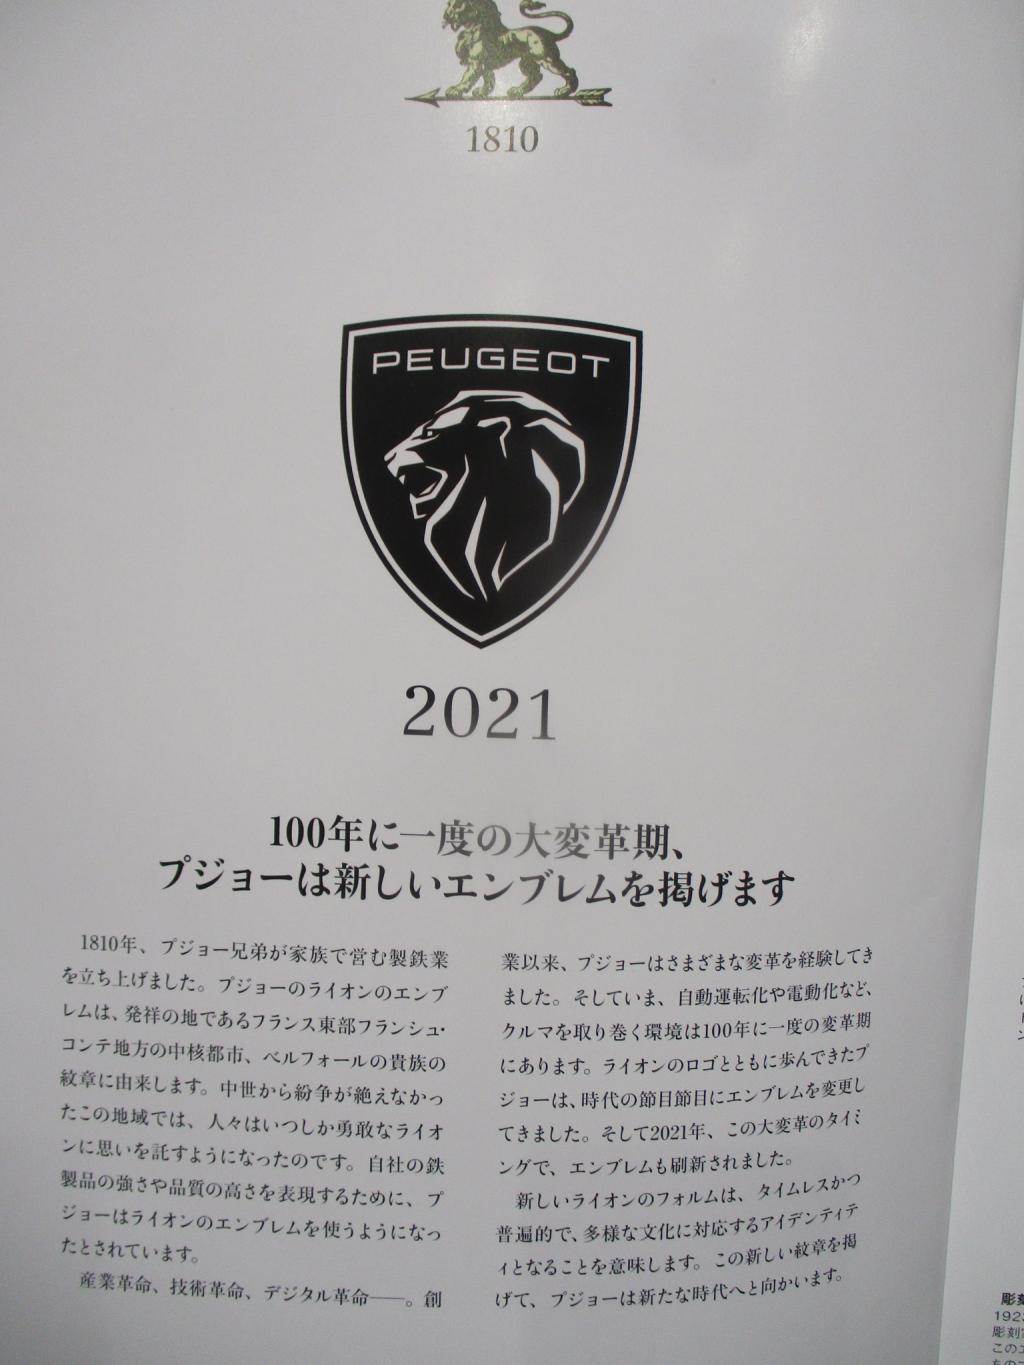 1810
PEUGEOT
2021
100年に一度の大変革期、
プジョーは新しいエンブレムを掲げます
1810年、プジョー兄弟が家族で営む製鉄業
を立ち上げました。プジョーのライオンのエンブ
レムは、発祥の地であるフランス東部フランシュ・
コンテ地方の中核都市、ベルフォールの貴族の
紋章に由来します。中世から紛争が絶えなかっ
たこの地域では、人々はいつしか勇敢なライオ
ンに思いを託すようになったのです。自社の鉄
製品の強さや品質の高さを表現するために、プ
ジョーはライオンのエンブレムを使うようになっ
たとされています。
産業革命、技術革命、デジタル革命——。創
業以来、プジョーはさまざまな変革を経験してき
ました。そしていま、自動運転化や電動化など、
クルマを取り巻く環境は100年に一度の変革期
にあります。ライオンのロゴとともに歩んできたプ
ジョーは、時代の節目節目にエンブレムを変更し
てきました。そして2021年、この大変革のタイミ
ングで、エンブレムも刷新されました。
新しいライオンのフォルムは、タイムレスかつ
普遍的で、多様な文化に対応するアイデンティテ
ィとなることを意味します。この新しい紋章を掲
げて、プジョーは新たな時代へと向かいます。
彫刻
192
彫刻
このエ